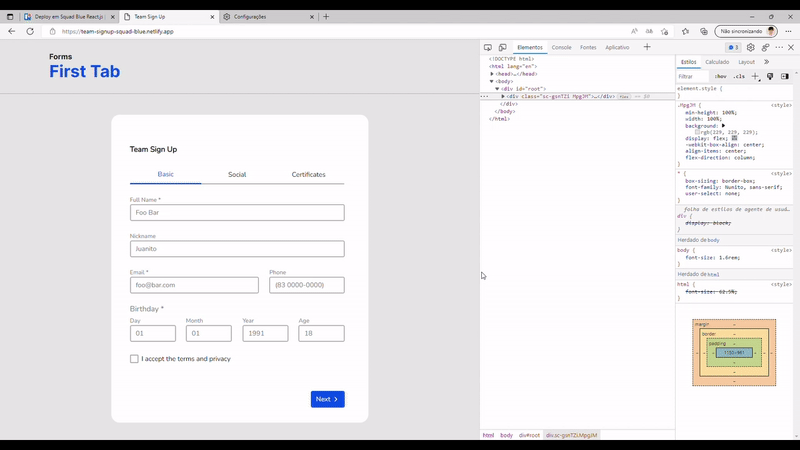 Deploy em Squad Blue React.js
Team Sign Up
Configurações
https://team-signup-squad-blue.netlify.app
Não sincronizando
Forms
First Tab
Team Sign Up
Basic
Social
Certificates
Full Name *
Foo Bar
Nickname
Juanito
Email *
Phone
foo@bar.com
(83 0000-0000)
Birthday *
Day
Month
Year
Age
01
01
1991
18
I accept the terms and privacy
Next
Elementos
Console
Fontes
Aplicativo
3
<!DOCTYPE html>
<html lang="en">
<head>…</head>
<body>
<div id="root">
<div class="sc-gsnTZi MpgJM">…</div> flex == $0
</div>
</body>
</html>
html body div#root div.sc-gsnTZi.MpgJM
Estilos
Calculado
Layout
Filtrar
:hov
.cls
element.style {
}
.MpgJM {
<style>
min-height: 100%;
width: 100%;
background:
rgb(229, 229, 229);
display: flex;
-webkit-box-align: center;
align-items: center;
flex-direction: column;
}
* {
<style>
box-sizing: border-box;
font-family: Nunito, sans-serif;
user-select: none;
}
folha de estilos de agente de usuá…
div {
display: block;
}
Herdado de body
body {
<style>
font-size: 1.6rem;
}
Herdado de html
html {
<style>
font-size: 62.5%;
}
margin
border
padding